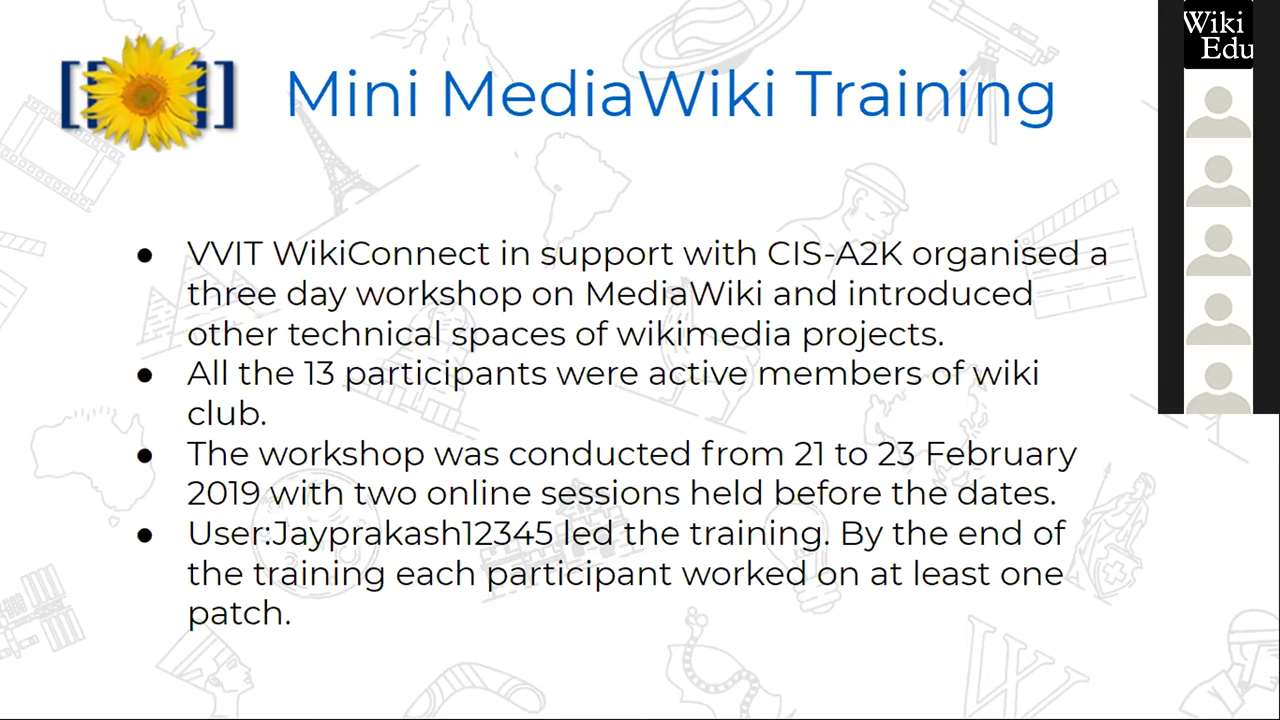 Mini MediaWiki Training
Wiki
Edu
● VVIT WikiConnect in support with CIS-A2K organised a
three day workshop on MediaWiki and introduced
other technical spaces of wikimedia projects.
● All the 13 participants were active members of wiki
club.
● The workshop was conducted from 21 to 23 February
2019 with two online sessions held before the dates.
● User:Jayprakash12345 led the training. By the end of
the training each participant worked on at least one
patch.